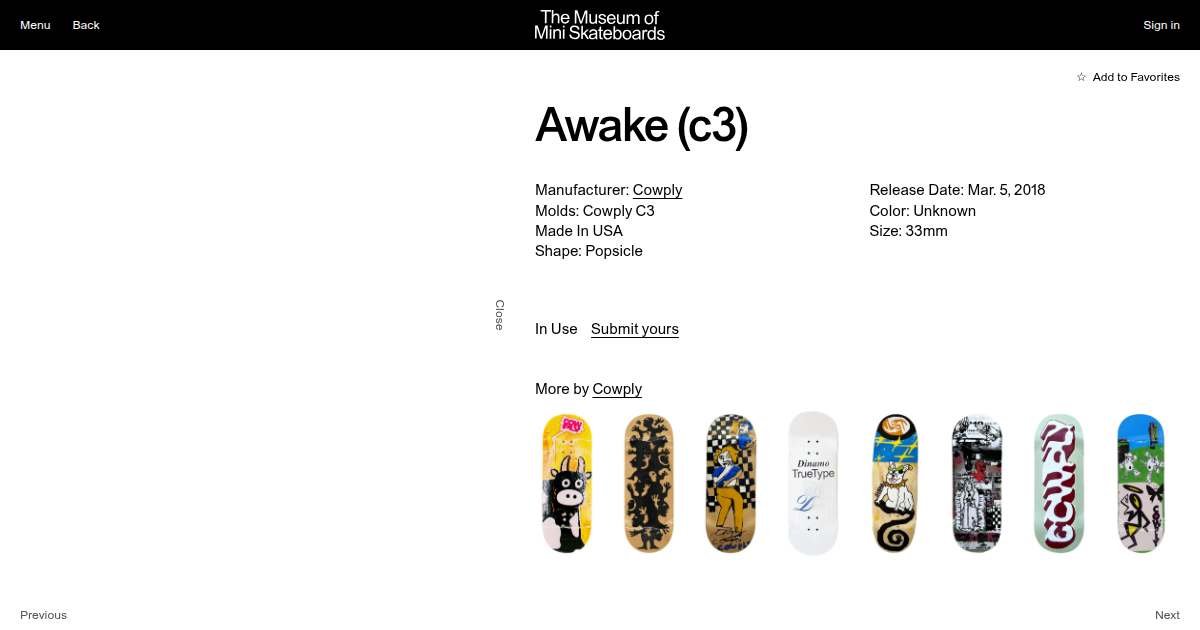 Menu
Back
The Museum of
Mini Skateboards
Sign in
☆ Add to Favorites
Awake (c3)
Manufacturer: Cowply
Molds: Cowply C3
Made In USA
Shape: Popsicle
Release Date: Mar. 5, 2018
Color: Unknown
Size: 33mm
Close
In Use
Submit yours
More by Cowply
Dinamo
TrueType
Previous
Next